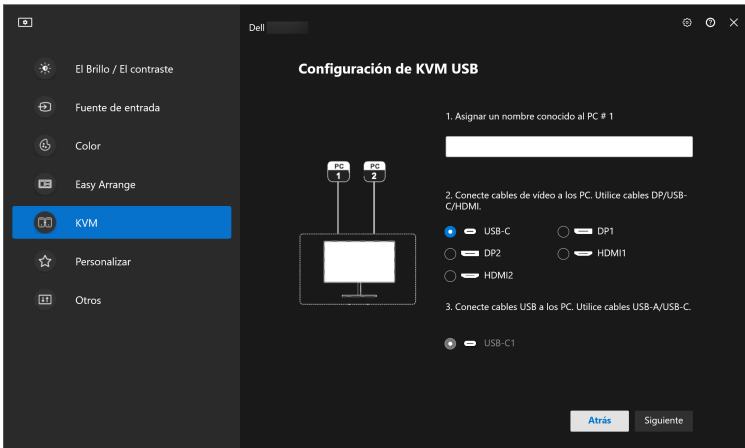 Dell
El Brillo / El contraste
Fuente de entrada
Color
Easy Arrange
KVM
Personalizar
Otros
Configuración de KVM USB
PC 1
PC 2
1. Asignar un nombre conocido al PC # 1
2. Conecte cables de vídeo a los PC. Utilice cables DP/USB-
C/HDMI.
USB-C
DP1
DP2
HDMI1
HDMI2
3. Conecte cables USB a los PC. Utilice cables USB-A/USB-C.
USB-C1
Atrás
Siguiente